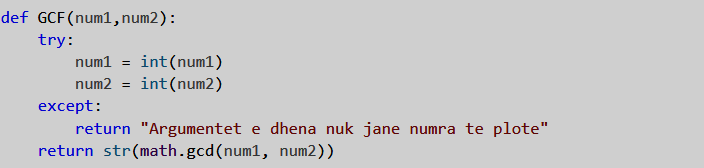 def GCF(num1,num2):
    try:
        num1 = int(num1)
        num2 = int(num2)
    except:
        return "Argumentet e dhena nuk jane numra te plote"
    return str(math.gcd(num1, num2))